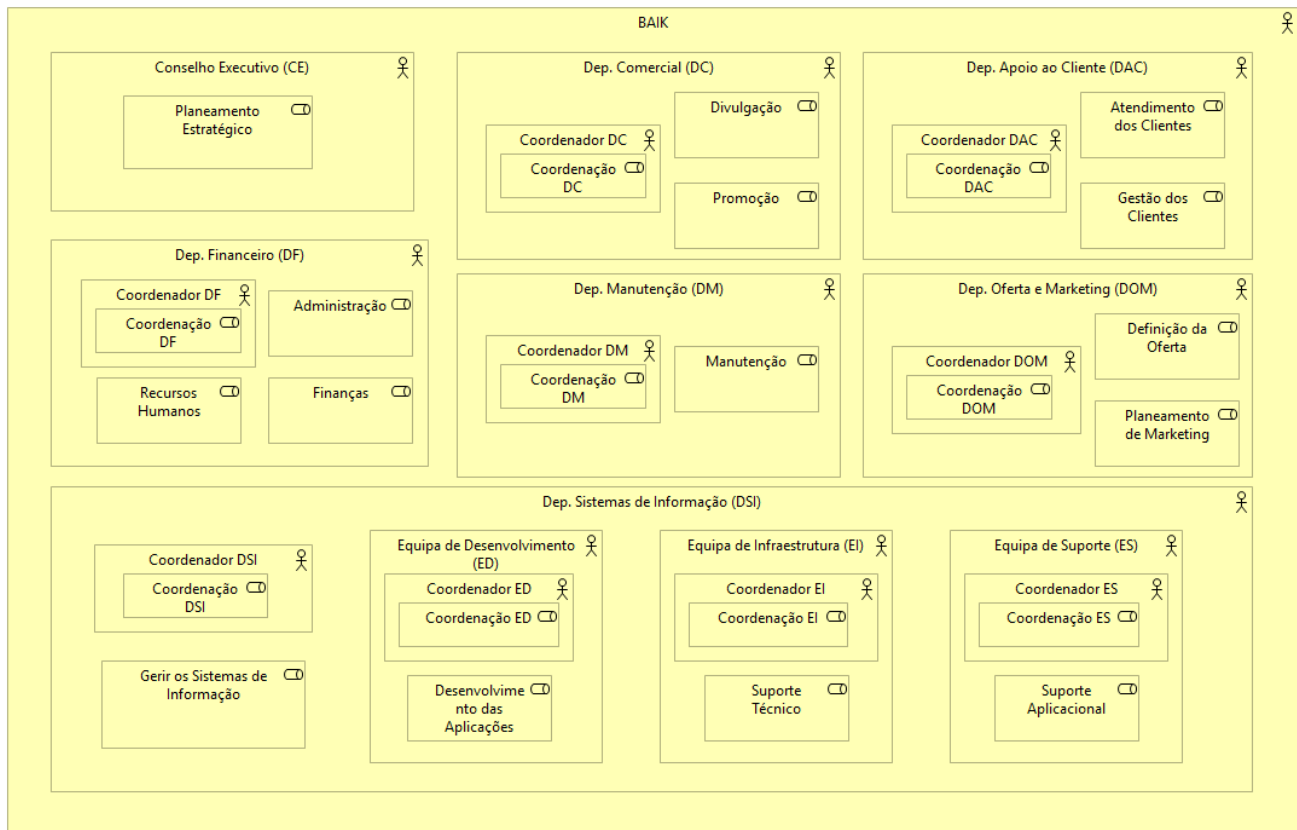 BAIK
Conselho Executivo (CE)
Planeamento
Estratégico
Dep. Comercial (DC)
Divulgação
Coordenador DC
Coordenação
DC
Promoção
Dep. Apoio ao Cliente (DAC)
Atendimento
dos Clientes
Coordenador DAC
Coordenação
DAC
Gestão dos
Clientes
Dep. Financeiro (DF)
Coordenador DF
Coordenação
DF
Administração
Recursos
Humanos
Finanças
Dep. Manutenção (DM)
Coordenador DM
Coordenação
DM
Manutenção
Dep. Oferta e Marketing (DOM)
Definição da
Oferta
Coordenador DOM
Coordenação
DOM
Planeamento
de Marketing
Dep. Sistemas de Informação (DSI)
Coordenador DSI
Coordenação
DSI
Gerir os Sistemas de
Informação
Equipa de Desenvolvimento
(ED)
Coordenador ED
Coordenação ED
Desenvolvime
nto das
Aplicações
Equipa de Infraestrutura (EI)
Coordenador EI
Coordenação EI
Suporte
Técnico
Equipa de Suporte (ES)
Coordenador ES
Coordenação ES
Suporte
Aplicacional